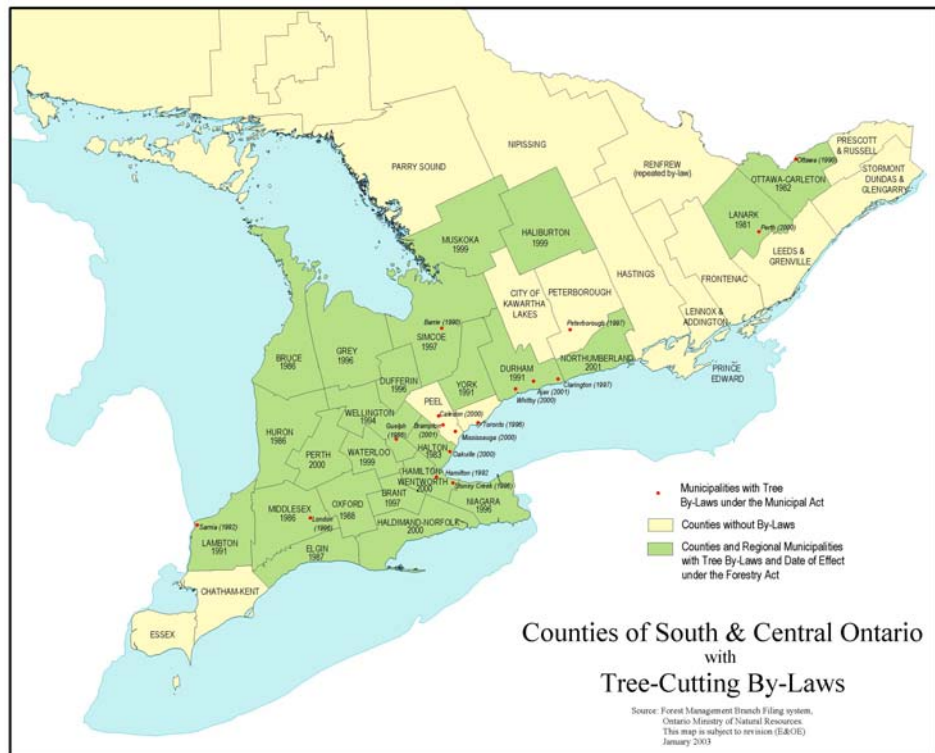 PARRY SOUND
NIPISSING
RENFREW
(repeated by-law)
PRESCOTT
& RUSSELL
Ottawa (1990)
OTTAWA-CARLETON
1982
STORMONT
DUNDAS &
GLENGARRY
LANARK
1981
Perth (2000)
LEEDS &
GRENVILLE
MUSKOKA
1999
HALIBURTON
1999
HASTINGS
FRONTENAC
CITY OF
KAWARTHA
LAKES
PETERBOROUGH
Peterborough (1997)
LENNOX &
ADDINGTON
PRINCE
EDWARD
Barrie (1990)
SIMCOE
1997
BRUCE
1986
GREY
1996
DUFFERIN
1996
YORK
1991
DURHAM
1991
NORTHUMBERLAND
2001
Clarington (1997)
Ajax (2001)
Whitby (2000)
PEEL
Caledon (2000)
Toronto (1996)
Brampton
(2001)
Mississauga (2000)
WELLINGTON
1994
Guelph
HURON
1986
PERTH
2000
WATERLOO
1999
HALTON
1983
Oakville (2000)
HAMILTON
WENTWORTH
2000
Hamilton (1982
Stoney Creek (1996)
BRANT
1997
NIAGARA
1996
OXFORD
1988
MIDDLESEX
1986
London
(1996)
HALDIMAND-NORFOLK
2000
Sarnia (1992)
LAMBTON
1991
ELGIN
1987
CHATHAM-KENT
ESSEX
Municipalities with Tree
By-Laws under the Municipal Act
Counties without By-Laws
Counties and Regional Municipalities
with Tree By-Laws and Date of Effect
under the Forestry Act
Counties of South & Central Ontario
with
Tree-Cutting By-Laws
Source: Forest Management Branch Filing system,
Ontario Ministry of Natural Resources
This map is subject to revision (E&OE)
January 2003